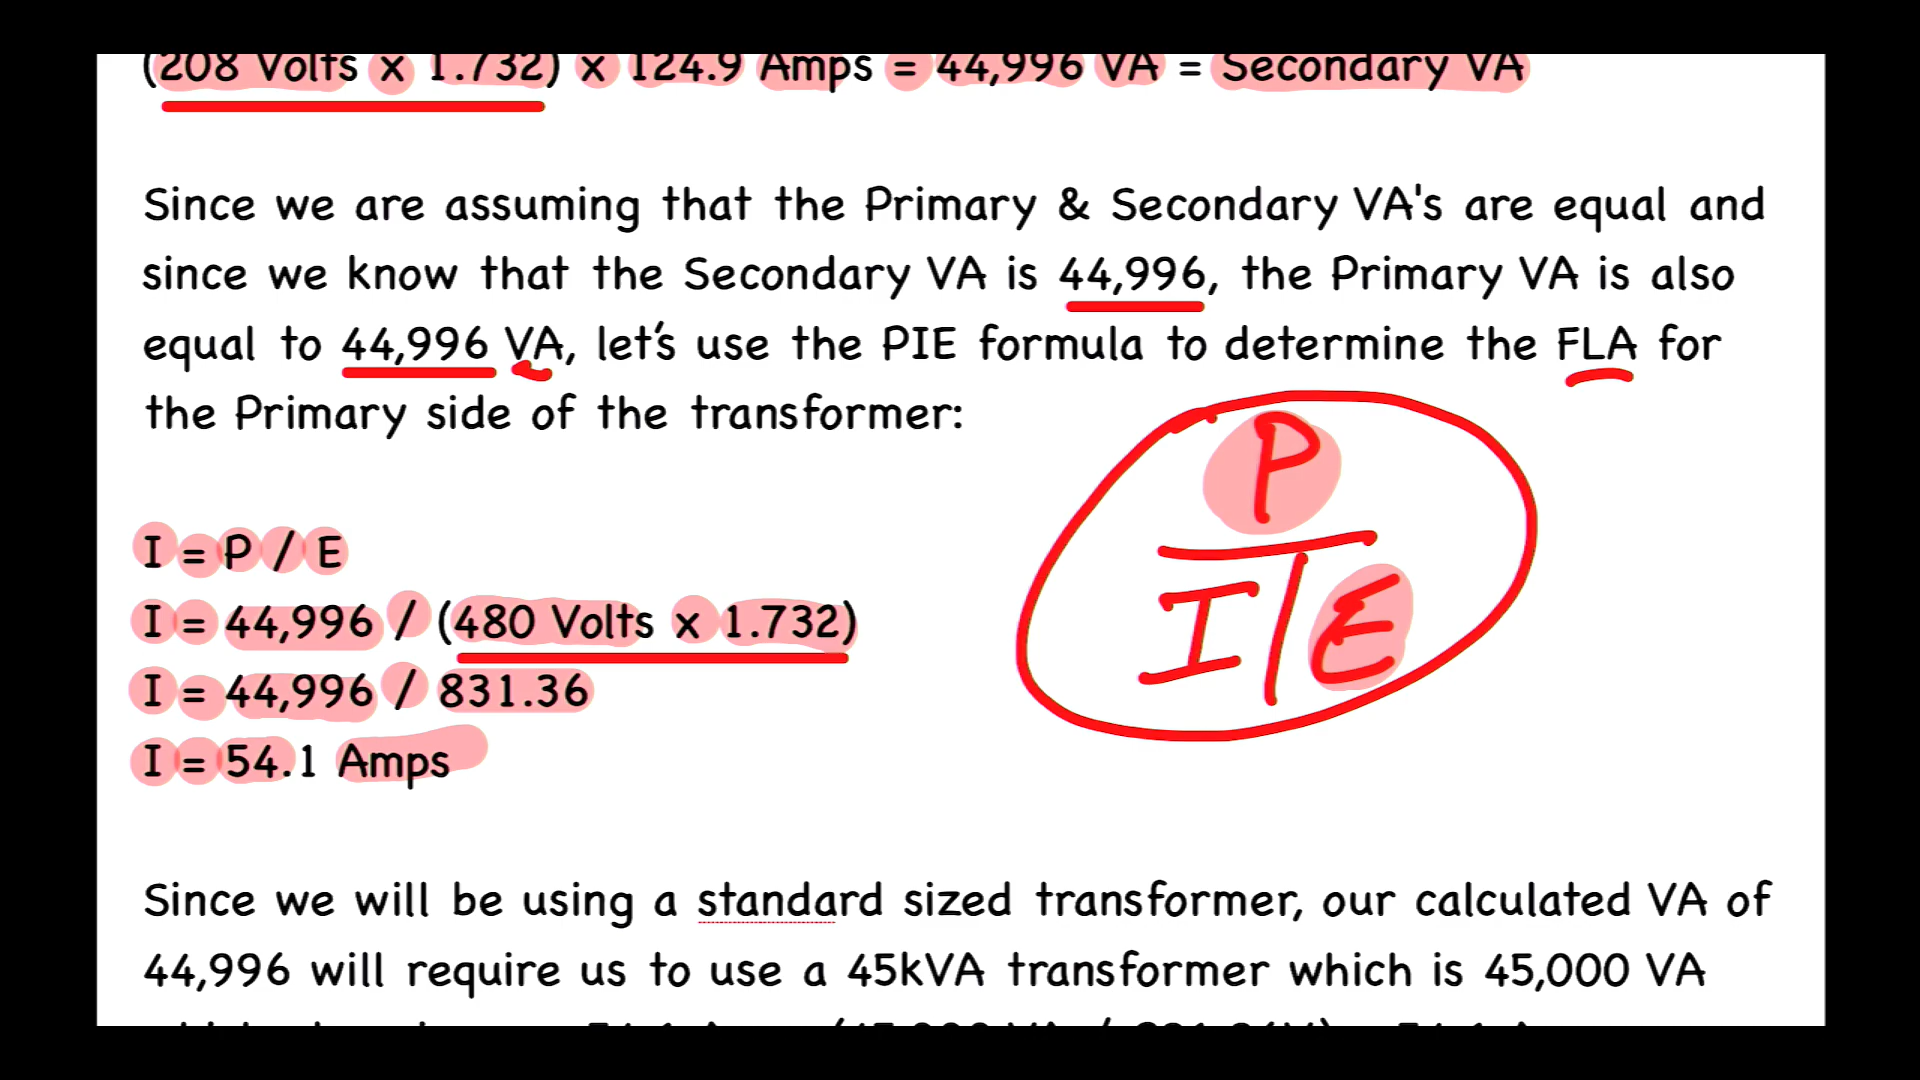 (208 Volts x 1.732) x 124.9 Amps = 44,996 VA = Secondary VA
Since we are assuming that the Primary & Secondary VA's are equal and
since we know that the Secondary VA is 44,996, the Primary VA is also
equal to 44,996 VA, let's use the PIE formula to determine the FLA for
the Primary side of the transformer:
P
I E
I = P / E
I = 44,996 / (480 Volts x 1.732)
I = 44,996 / 831.36
I = 54.1 Amps
Since we will be using a standard sized transformer, our calculated VA of
44,996 will require us to use a 45kVA transformer which is 45,000 VA